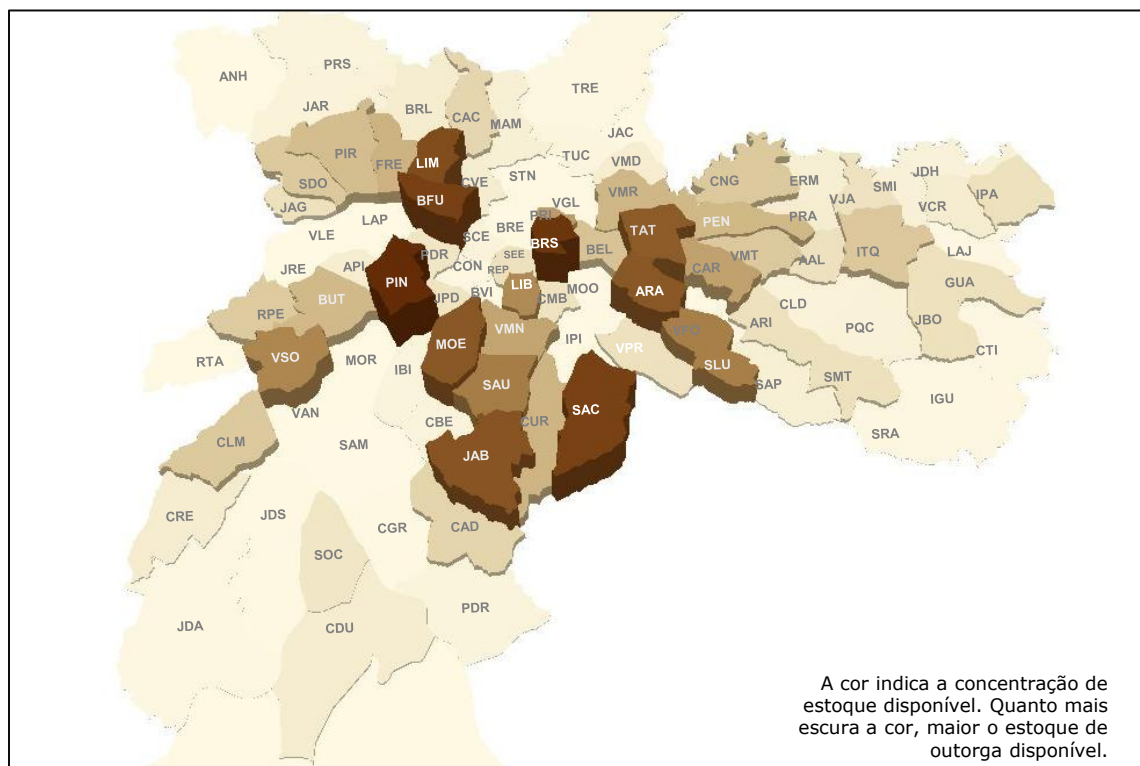 PRS
ANH
TRE
JAR
BRL
CAC
MAM
JAC
TUC
VMD
PIR
FRE
LIM
STN
CNG
ERM
JDH
SMI
IPA
SDO
CVE
VMR
VJA
VCR
JAG
BFU
VGL
LAP
PRI
PEN
PRA
VLE
SCE
BRE
BRS
TAT
PDR
SEE
BEL
CAR
VMT
AAL
ITQ
LAJ
JRE
API
CON
REP
PIN
LIB
MOO
ARA
GUA
BUT
JPD
BVI
CMB
CLD
RPE
VMN
VFO
ARI
PQC
JBO
RTA
VSO
MOR
MOE
IPI
VPR
CTI
IBI
SLU
SAU
SAP
SMT
IGU
VAN
SAC
CLM
CBE
CUR
SAM
SRA
JAB
CRE
JDS
CGR
CAD
SOC
PDR
JDA
CDU
A cor indica a concentração de
estoque disponível. Quanto mais
escura a cor, maior o estoque de
outorga disponível.